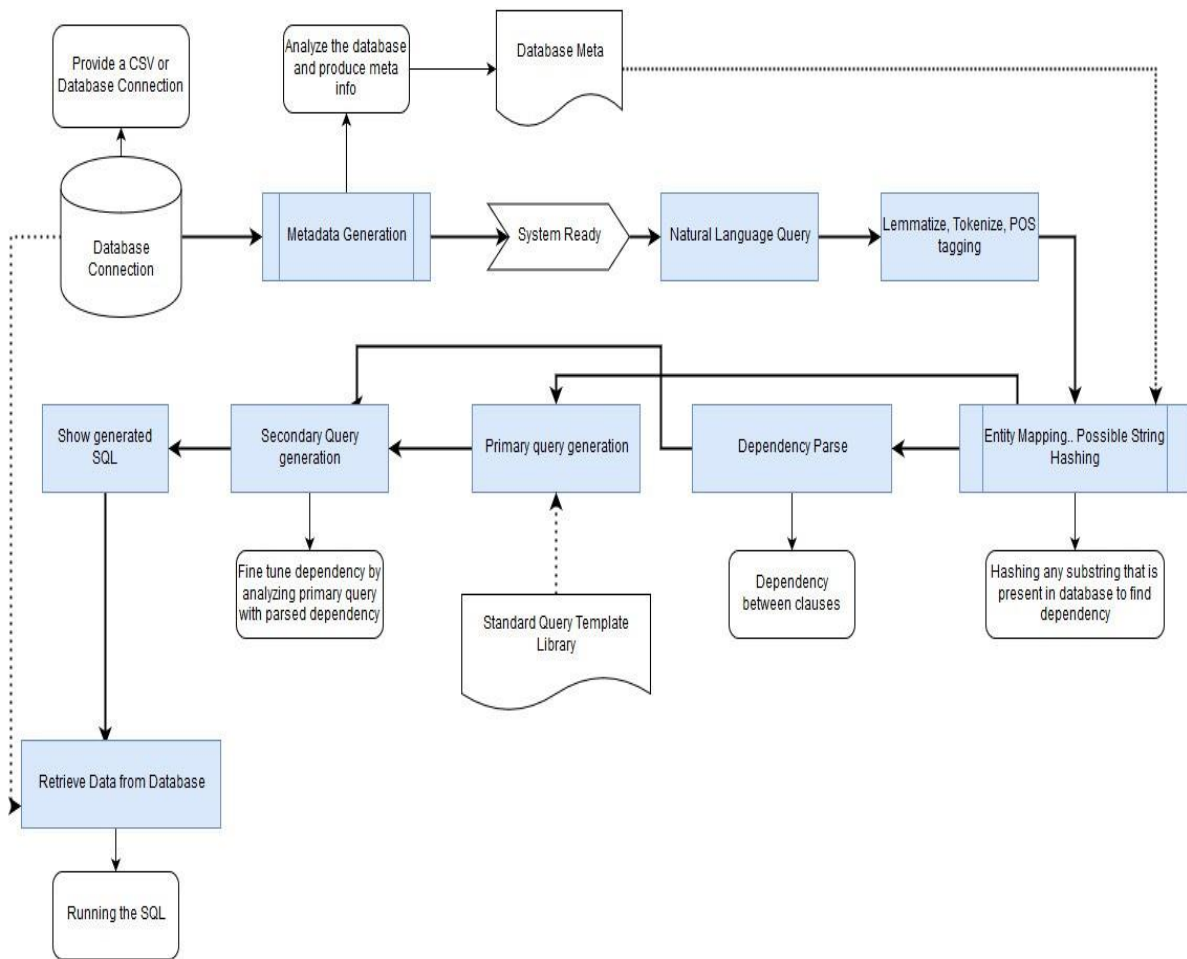 Provide a CSV or
Database Connection
Analyze the database
and produce meta
info
Database Meta
Database
Connection
Metadata Generation
System Ready
Natural Language Query
Lemmatize, Tokenize, POS
tagging
Show generated
SQL
Secondary Query
generation
Primary query generation
Dependency Parse
Entity Mapping.. Possible String
Hashing
Fine tune dependency by
analyzing primary query
with parsed dependency
Standard Query Template
Library
Dependency
between clauses
Hashing any substring that is
present in database to find
dependency
Retrieve Data from Database
Running the SQL